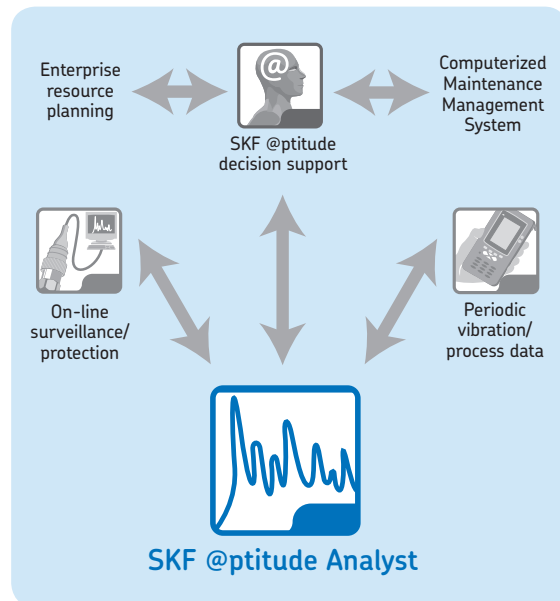 Enterprise
resource
planning
@
SKF @ptitude
decision support
Computerized
Maintenance
Management
System
On-line
surveillance/
protection
Periodic
vibration/
process data
SKF @ptitude Analyst